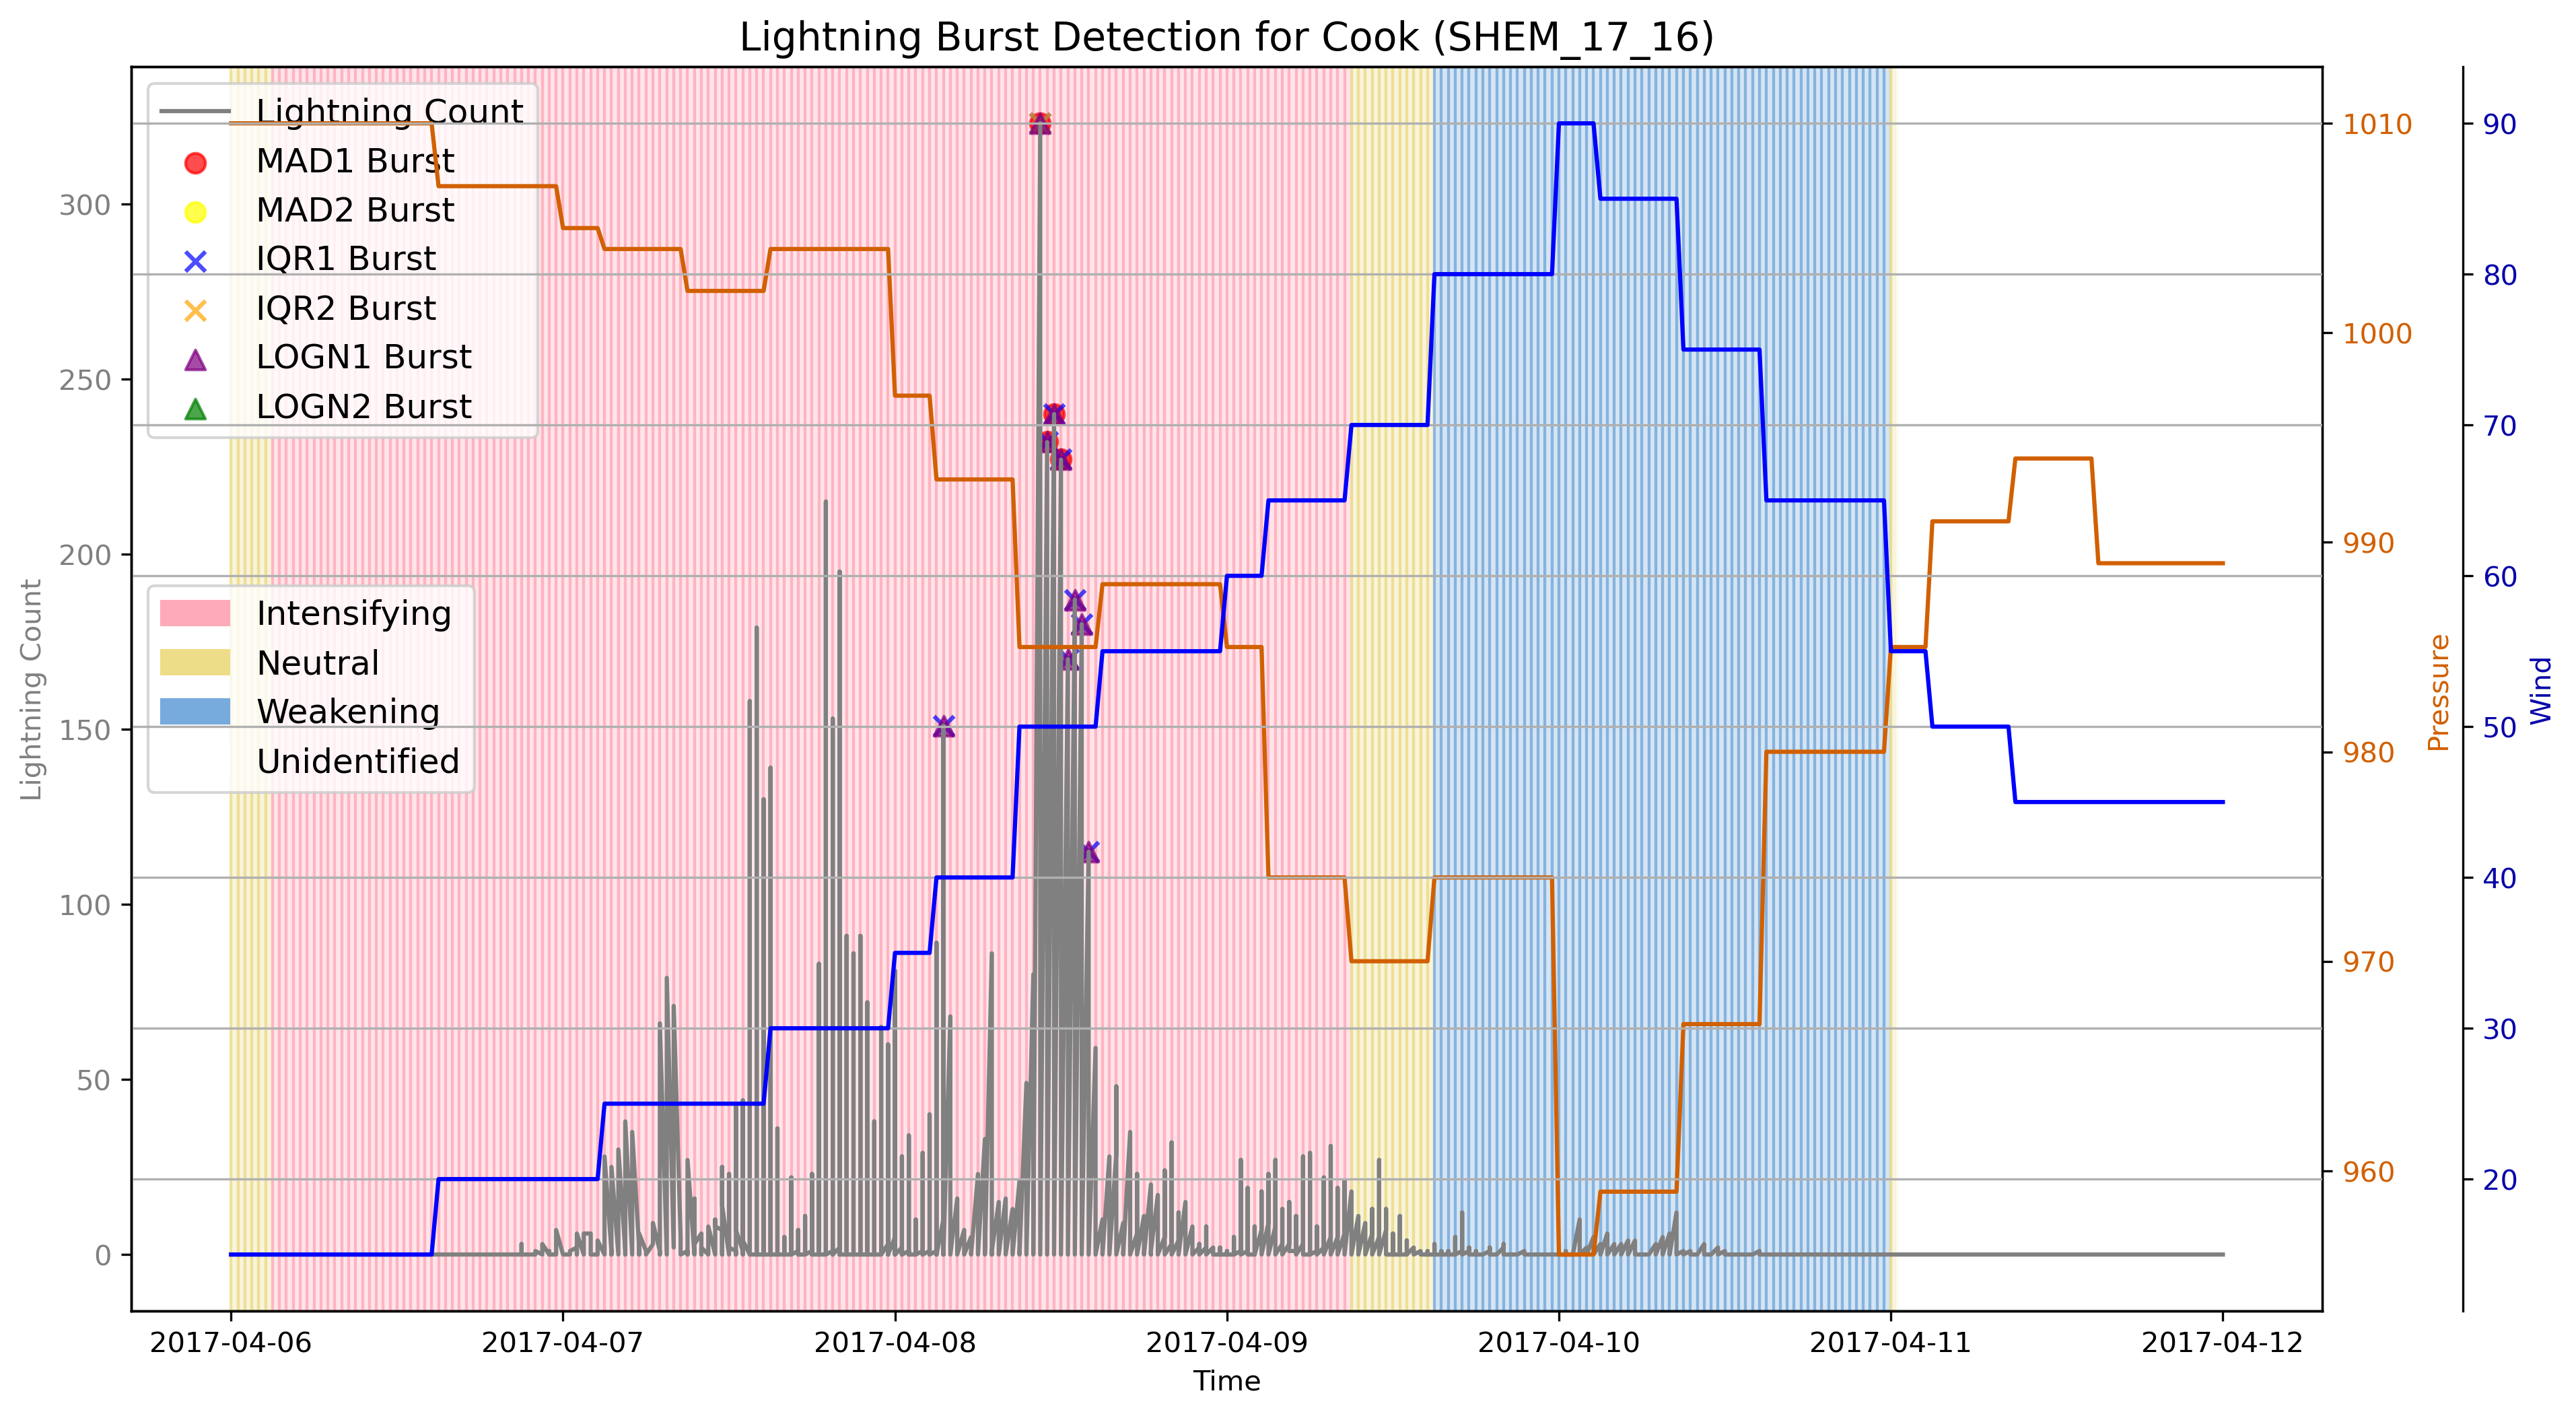 Lightning Burst Detection for Cook (SHEM_17_16)
Lightning Count
MAD1 Burst
MAD2 Burst
IQR1 Burst
IQR2 Burst
LOGN1 Burst
LOGN2 Burst
Intensifying
Neutral
Weakening
Unidentified
Lightning Count
300
250
200
150
100
50
0
1010
1000
990
980
970
960
Pressure
90
80
70
60
50
40
30
20
Wind
2017-04-06
2017-04-07
2017-04-08
2017-04-09
2017-04-10
2017-04-11
2017-04-12
Time